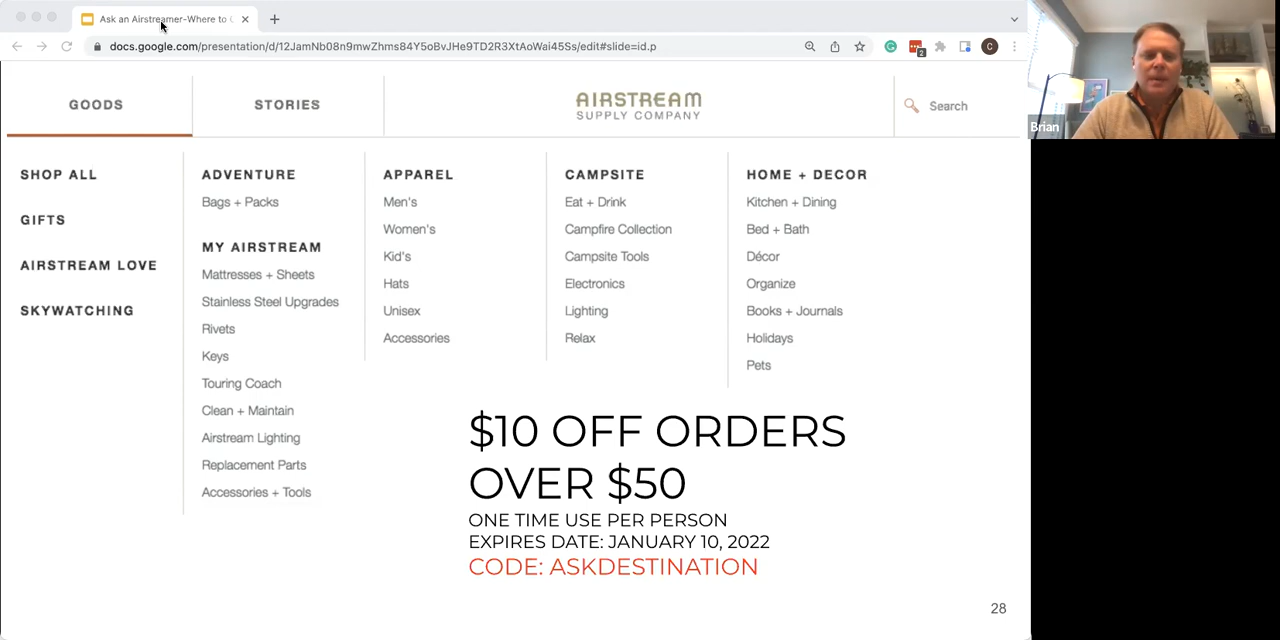 Ask an Airstreamer-Where to
docs.google.com/presentation/d/12JamNb08n9mwZhms84Y5oBvJHe9TD2R3XtAoWai45Ss/edit#slide=id.p
2
C
Brian
GOODS
STORIES
AIRSTREAM
SUPPLY COMPANY
Search
SHOP ALL
GIFTS
AIRSTREAM LOVE
SKYWATCHING
ADVENTURE
Bags + Packs
MY AIRSTREAM
Mattresses + Sheets
Stainless Steel Upgrades
Rivets
Keys
Touring Coach
Clean + Maintain
Airstream Lighting
Replacement Parts
Accessories + Tools
APPAREL
Men's
Women's
Kid's
Hats
Unisex
Accessories
CAMPSITE
Eat + Drink
Campfire Collection
Campsite Tools
Electronics
Lighting
Relax
HOME + DECOR
Kitchen + Dining
Bed + Bath
Décor
Organize
Books + Journals
Holidays
Pets
$10 OFF ORDERS
OVER $50
ONE TIME USE PER PERSON
EXPIRES DATE: JANUARY 10, 2022
CODE: ASKDESTINATION
28